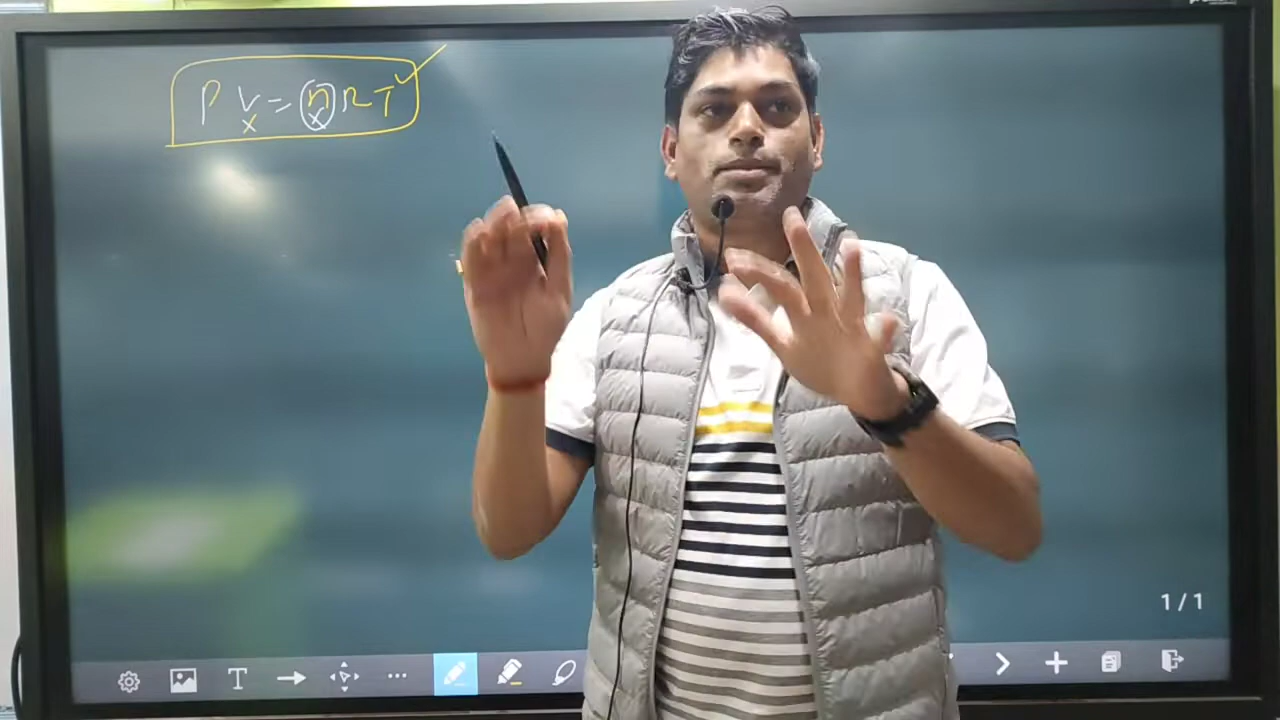 PV = nRT
x x
1/1
T